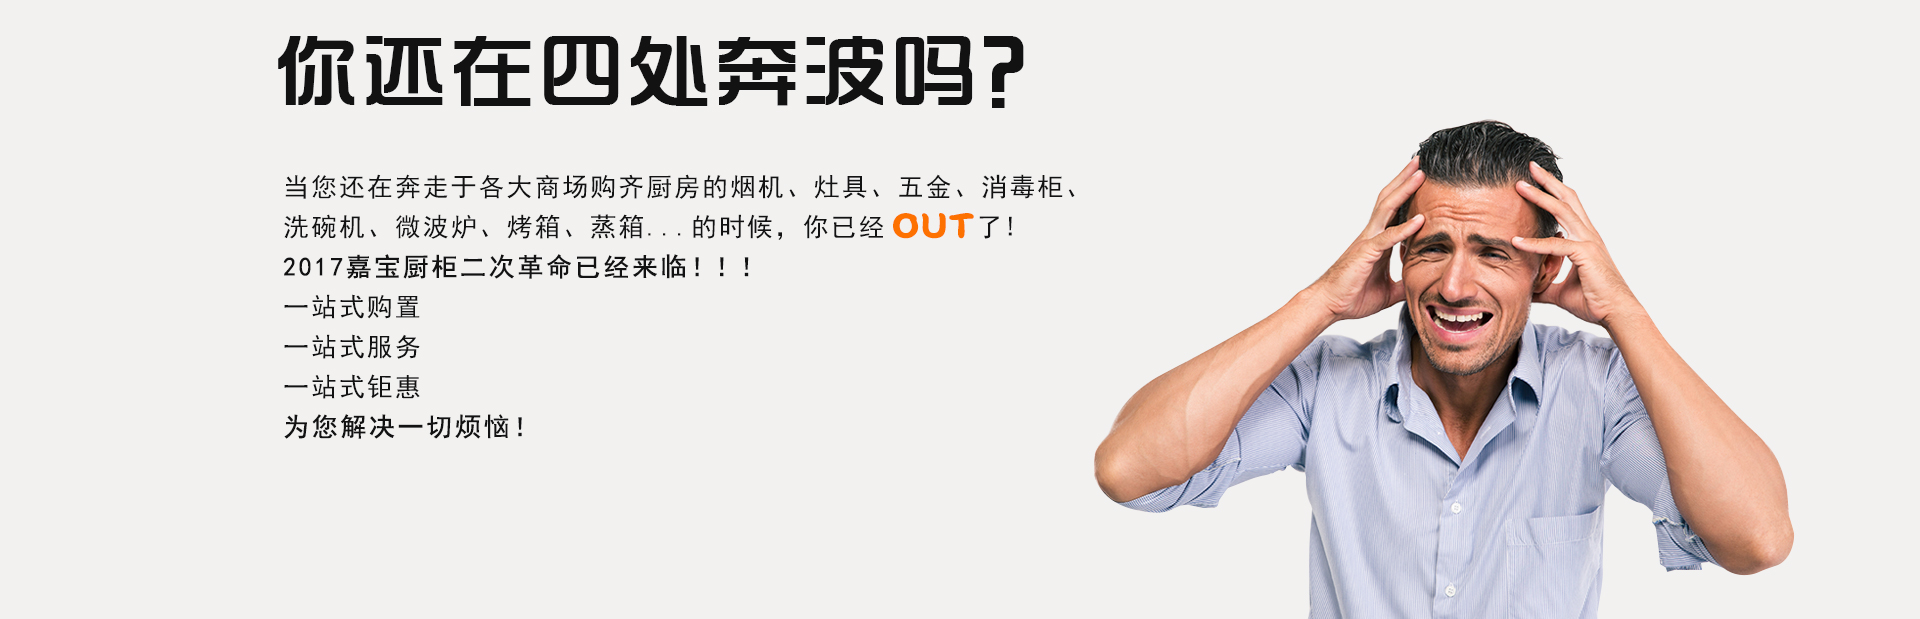 你还在四处奔波吗?
当您还在奔走于各大商场购齐厨房的烟机、灶具、五金、消毒柜、
洗碗机、微波炉、烤箱、蒸箱...的时候，你已经OUT了!
2017嘉宝厨柜二次革命已经来临!!!
一站式购置
一站式服务
一站式钜惠
为您解决一切烦恼!